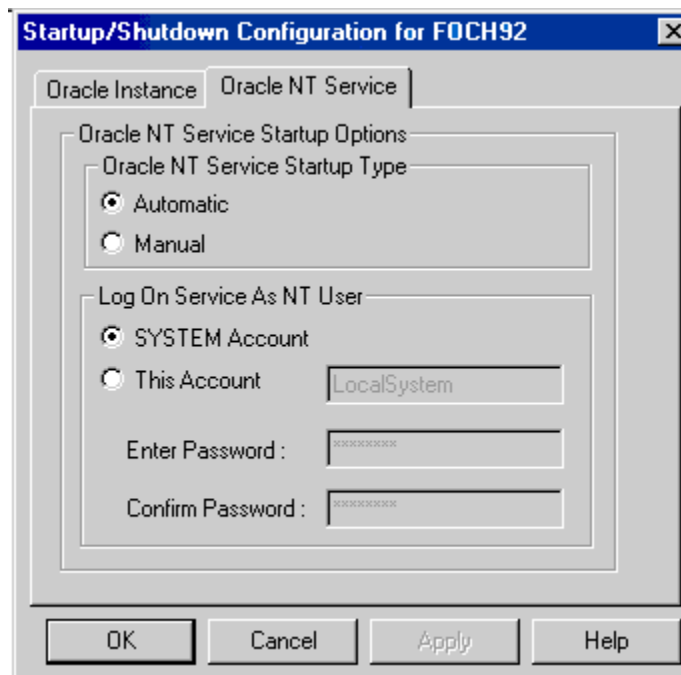 Startup/Shutdown Configuration for FOCH92
Oracle Instance Oracle NT Service
Oracle NT Service Startup Options
Oracle NT Service Startup Type
Automatic
Manual
Log On Service As NT User
SYSTEM Account
This Account LocalSystem
Enter Password : ********
Confirm Password : ********
OK Cancel Apply Help